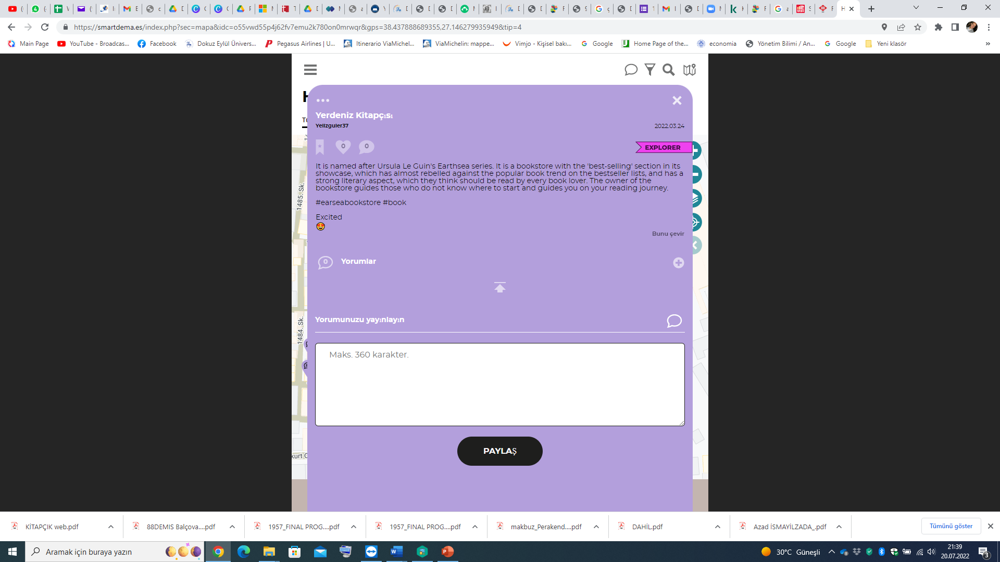 https://smartdema.es/index.php?sec=mapa&idc=o55vwd55p4j62fv7emu2k780on0mrwqr&gps=38.437888689355,27.146279935949&tip=4
Main Page YouTube - Broadcas... Facebook Dokuz Eylül Ünivers... Pegasus Airlines | U... Itinerario ViaMichel... ViaMichelin: mappe... Vimjo - Kişisel bakı... Google Home Page of the... economia Yönetim Bilimi / An... Google Yeni klasör »
Yerdeniz Kitapçısı
Yelizguler37 2022.03.24
0 0 EXPLORER
It is named after Ursula Le Guin's Earthsea series. It is a bookstore with the 'best-selling' section in its
showcase, which has almost rebelled against the popular book trend on the bestseller lists, and has a
strong literary aspect, which they think should be read by every book lover. The owner of the
bookstore guides those who do not know where to start and guides you on your reading journey.
#earseabookstore #book
Excited
Bunu çevir
0 Yorumlar
Yorumunuzu yayınlayın
Maks. 360 karakter.
PAYLAŞ
1485. Sk.
1484. Sk.
kurt
KİTAPÇIK web.pdf 88DEMIS Balçova....pdf 1957_FINAL PROG....pdf 1957_FINAL PROG....pdf makbuz_Perakend....pdf DAHİL.pdf Azad İSMAYİLZADA_.pdf Tümünü göster
Aramak için buraya yazın 30°C Güneşli 21:39
20.07.2022 3